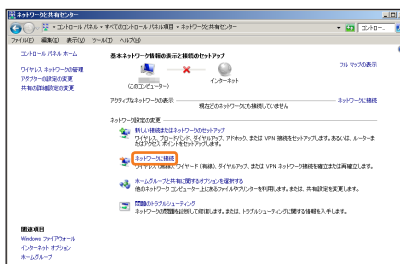 ネットワークと共有センター
▸ コントロール パネル ▸ すべてのコントロール パネル項目 ▸ ネットワークと共有センター
コントロー...
ファイル(F) 編集(E) 表示(V) ツール(T) ヘルプ(H)
コントロール パネル ホーム
ワイヤレス ネットワークの管理
アダプターの設定の変更
共有の詳細設定の変更
基本ネットワーク情報の表示と接続のセットアップ
フル マップの表示
(このコンピューター)
インターネット
アクティブなネットワークの表示
ネットワークに接続
現在どのネットワークにも接続していません
ネットワーク設定の変更
新しい接続またはネットワークのセットアップ
ワイヤレス、ブロードバンド、ダイヤルアップ、アドホック、または VPN 接続をセットアップします。あるいは、ルーターま
たはアクセス ポイントをセットアップします。
ネットワークに接続
ワイヤレス、ワイヤード (有線)、ダイヤルアップ、または VPN ネットワーク接続を確立または再確立します。
ホームグループと共有に関するオプションを選択する
他のネットワーク コンピューター上にあるファイルやプリンターを利用します。または、共有設定を変更します。
問題のトラブルシューティング
ネットワークの問題を診断して修復します。または、トラブルシューティングに関する情報を入手します。
関連項目
Windows ファイアウォール
インターネット オプション
ホームグループ